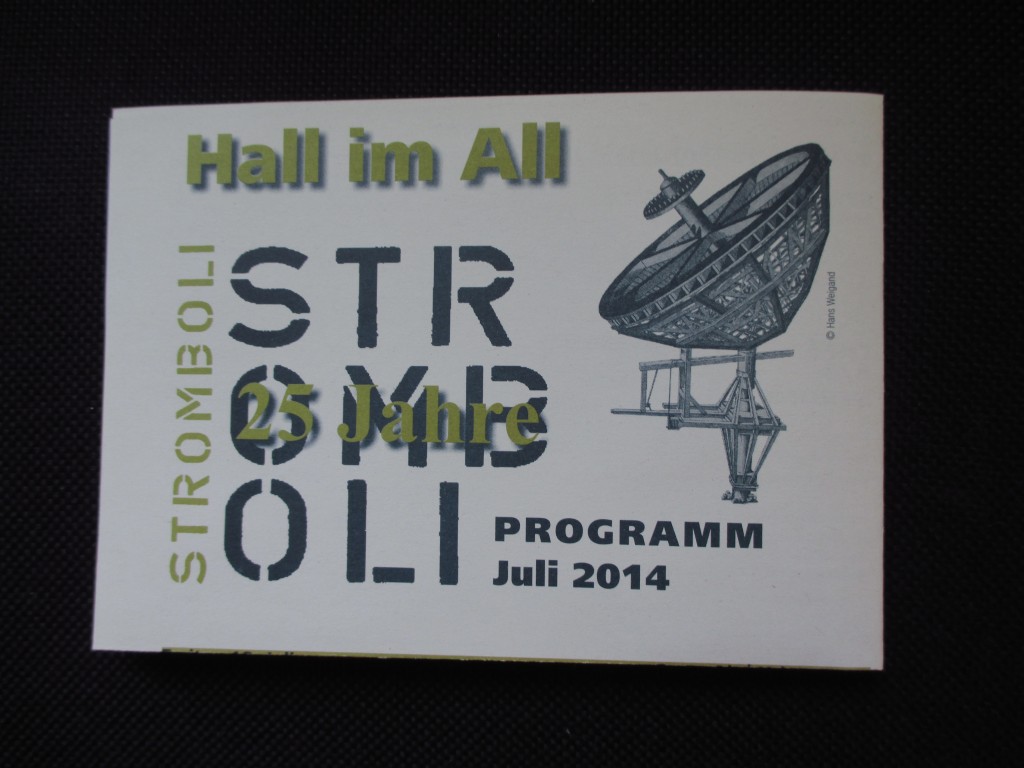 Hall im All
STROMBOLI
STR
OMB
OLI
25 Jahre
© Hans Weigand
PROGRAMM
Juli 2014